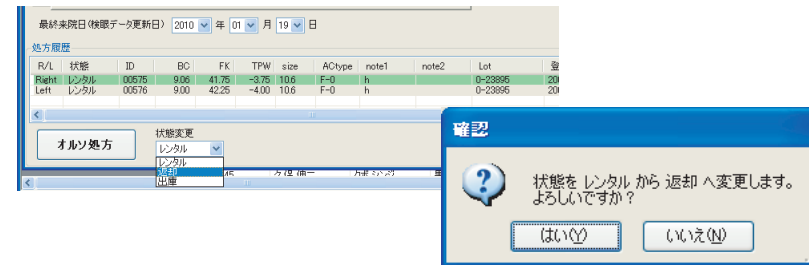 最終来院日(検眼データ更新日) 2010 年 01 月 19 日
処方履歴
R/L 状態 ID BC FK TPW size ACtype note1 note2 Lot
Right レンタル 00575 9.06 41.75 -3.75 10.6 F-0 h 0-23895 20
Left レンタル 00576 9.00 42.25 -4.00 10.6 F-0 h 0-23895 20
オルソ処方
状態変更
レンタル
レンタル
返却
出庫
確認
状態を レンタル から 返却 へ変更します。
よろしいですか？
はい(Y)
いいえ(N)